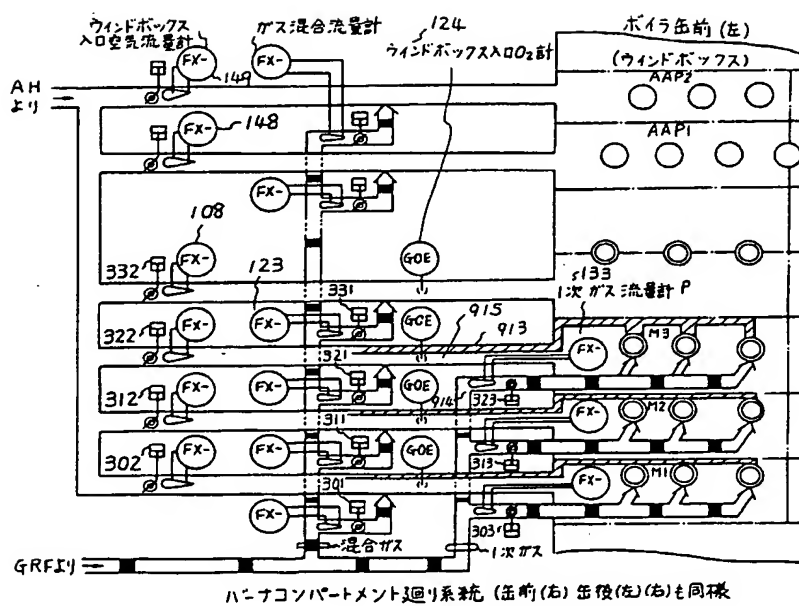 ウィンドボックス
入口空気流量計
ガス混合流量計
124
ウィンドボックス入口O₂計
ボイラ缶前(左)
(ウィンドボックス)
AHより
FX-
149
FX-
AAP2
FX-
148
AAP1
FX-
108
FX-
332
123
331
GOE
133
1次ガス流量計P
322
FX-
FX-
GOE
915
913
M3
FX-
321
312
FX-
FX-
GOE
914
323
M2
FX-
311
302
FX-
FX-
GOE
313
M1
FX-
301
FX-
303
GRFより
混合ガス
1次ガス
バーナコンパートメント廻り系統(缶前(右)缶後(左)(右)も同様